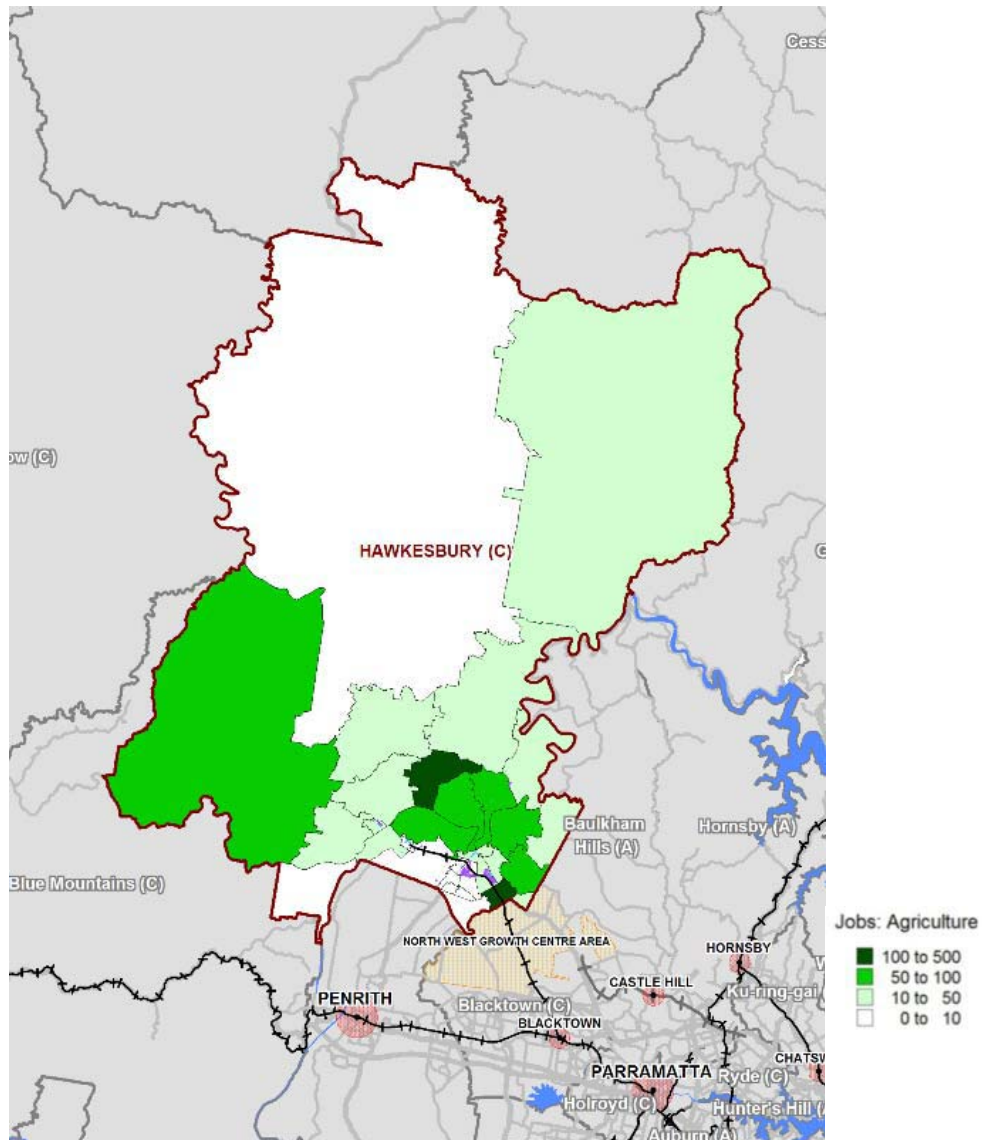 Cess
ow (C)
HAWKESBURY (C)
G
Baulkham
Hills (A)
Hornsby (A)
Blue Mountains (C)
Jobs: Agriculture
100 to 500
50 to 100
10 to 50
0 to 10
NORTH WEST GROWTH CENTRE AREA
HORNSBY
W
CASTLE HILL
Ku-ring-gai
PENRITH
Blacktown (C)
BLACKTOWN
CHATSW
PARRAMATTA
Ryde (C)
Holroyd (C)
Hunter's Hill (A
Auburn (A)